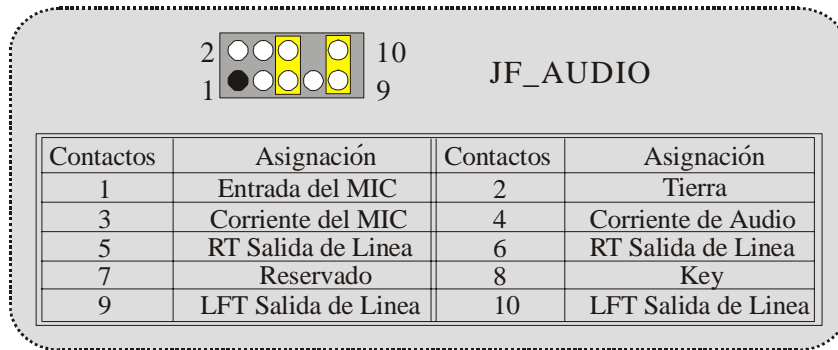 2 10
1 9
JF_AUDIO
Contactos Asignación Contactos Asignación
1 Entrada del MIC 2 Tierra
3 Corriente del MIC 4 Corriente de Audio
5 RT Salida de Linea 6 RT Salida de Linea
7 Reservado 8 Key
9 LFT Salida de Linea 10 LFT Salida de Linea